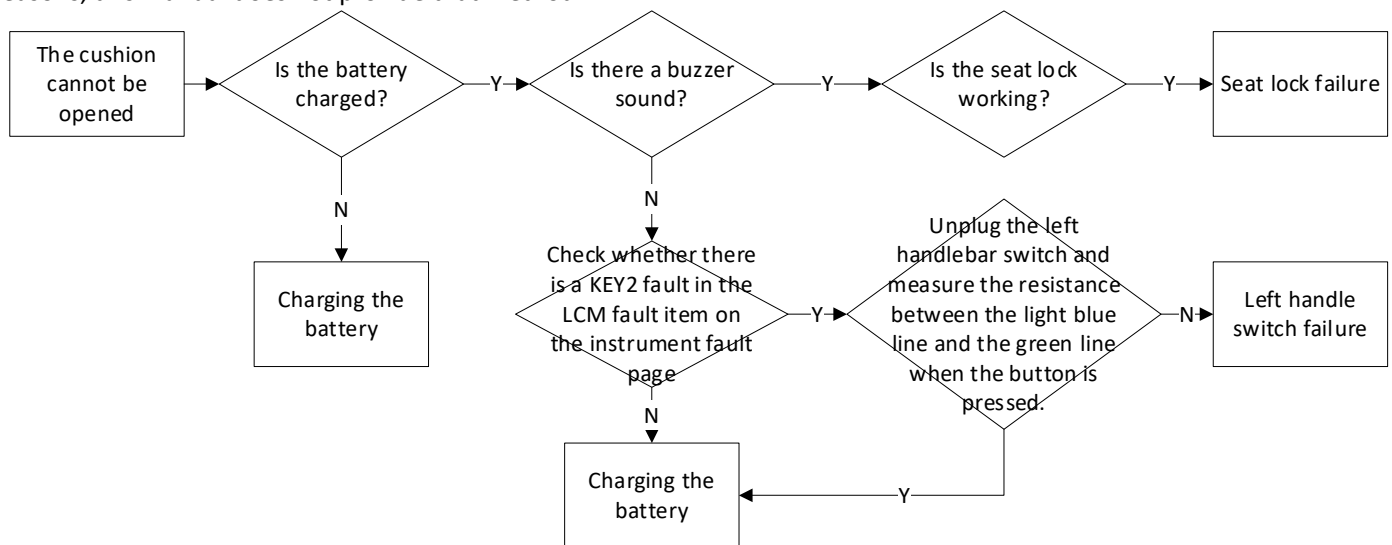 The cushion
cannot be
opened
Is the battery
charged?
Y
Is there a buzzer
sound?
Y
Is the seat lock
working?
Y
Seat lock failure
N
N
Charging the
battery
Check whether there
is a KEY2 fault in the
LCM fault item on
the instrument fault
page
Y
Unplug the left
handlebar switch and
measure the resistance
between the light blue
line and the green line
when the button is
pressed.
N
Left handle
switch failure
N
Charging the
battery
Y